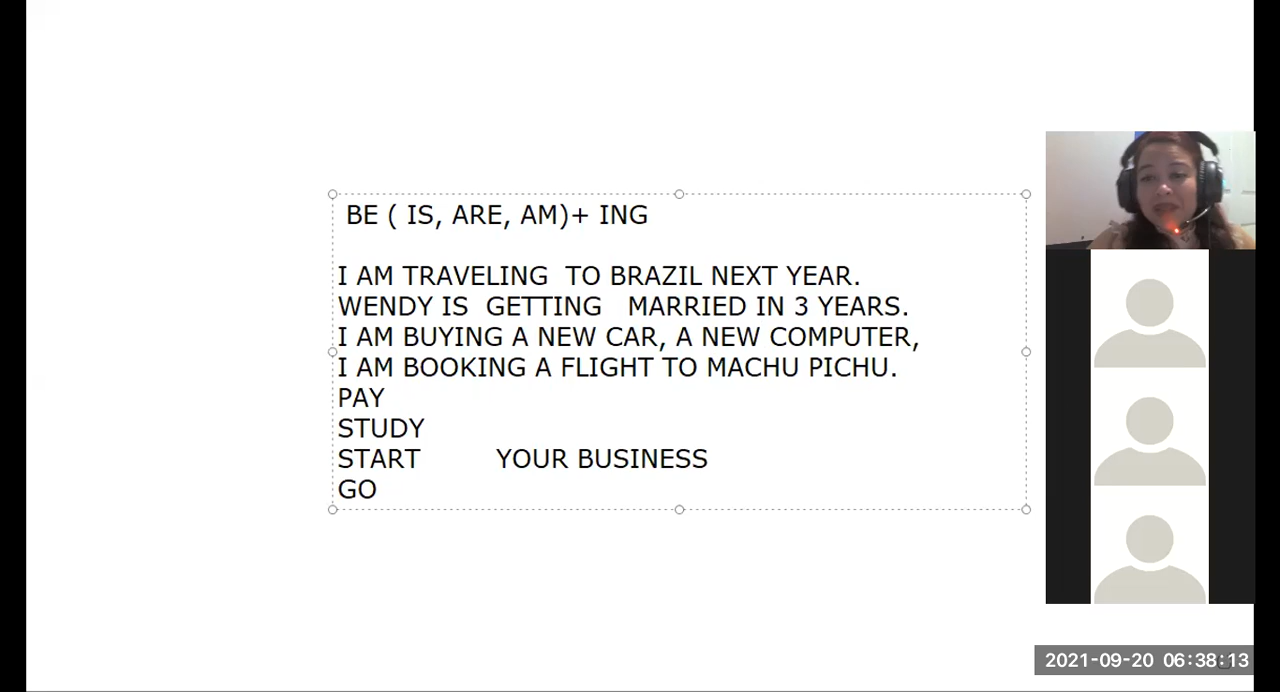 BE ( IS, ARE, AM)+ ING
I AM TRAVELING TO BRAZIL NEXT YEAR.
WENDY IS GETTING MARRIED IN 3 YEARS.
I AM BUYING A NEW CAR, A NEW COMPUTER,
I AM BOOKING A FLIGHT TO MACHU PICHU.
PAY
STUDY
START YOUR BUSINESS
GO
2021-09-20 06:38:13